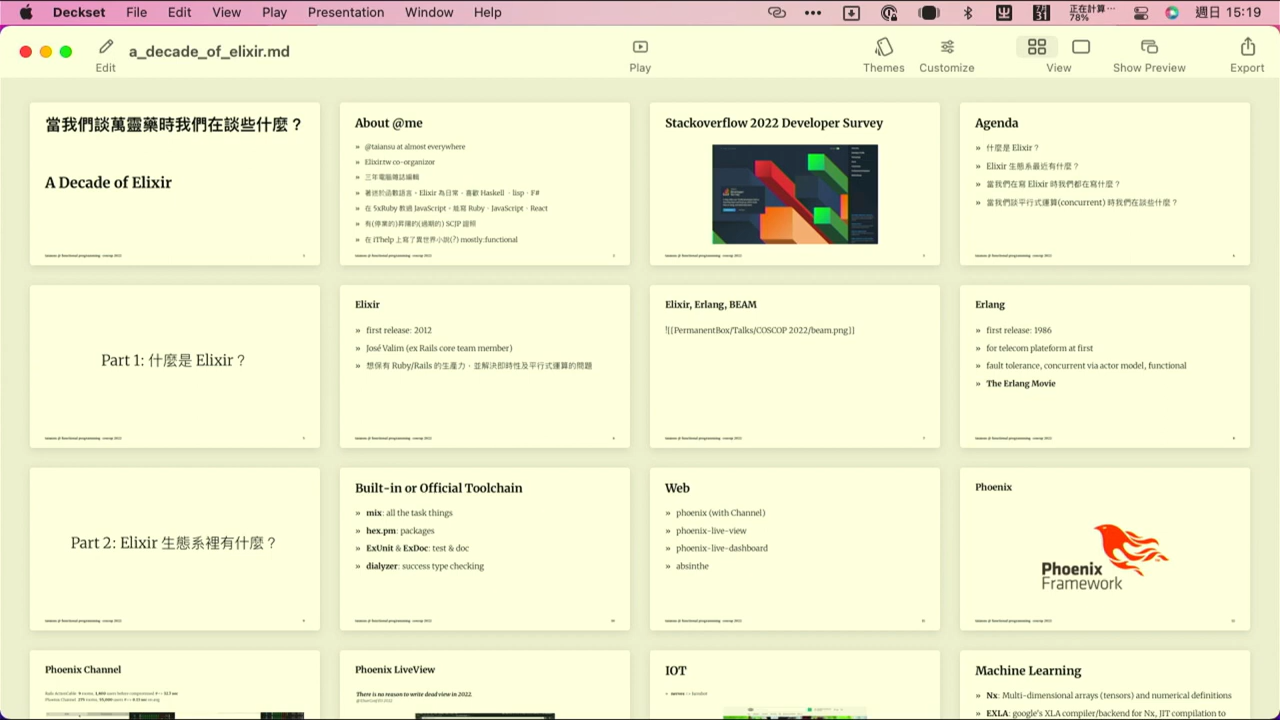 Deckset File Edit View Play Presentation Window Help
7月 31
正在計算⋯ 78%
週日 15:19
a_decade_of_elixir.md
Edit
Play
Themes
Customize
View
Show Preview
Export
當我們談萬靈藥時我們在談些什麼？
A Decade of Elixir
About @me
» @taiansu at almost everywhere
» Elixir.tw co-organizor
» 三年電腦雜誌編輯
» 著迷於函數語言，Elixir 為日常，喜歡 Haskell、lisp、F#
» 在 5xRuby 教過 JavaScript，能寫 Ruby、JavaScript、React
» 有(停業的)昇陽的(過期的) SCJP 證照
» 在 iThelp 上寫了異世界小說(?) mostly:functional
Stackoverflow 2022 Developer Survey
Agenda
» 什麼是 Elixir？
» Elixir 生態系最近有什麼？
» 當我們在寫 Elixir 時我們都在寫什麼？
» 當我們談平行式運算(concurrent) 時我們在談些什麼？
Part 1: 什麼是 Elixir？
Elixir
» first release: 2012
» José Valim (ex Rails core team member)
» 想保有 Ruby/Rails 的生產力，並解決即時性及平行式運算的問題
Elixir, Erlang, BEAM
![[PermanentBox/Talks/COSCOP 2022/beam.png]]
Erlang
» first release: 1986
» for telecom plateform at first
» fault tolerance, concurrent via actor model, functional
» The Erlang Movie
Part 2: Elixir 生態系裡有什麼？
Built-in or Official Toolchain
» mix: all the task things
» hex.pm: packages
» ExUnit & ExDoc: test & doc
» dialyzer: success type checking
Web
» phoenix (with Channel)
» phoenix-live-view
» phoenix-live-dashboard
» absinthe
Phoenix
Phoenix
Framework
Phoenix Channel
Phoenix LiveView
There is no reason to write dead view in 2022.
IOT
Machine Learning
» Nx: Multi-dimensional arrays (tensors) and numerical definitions
» EXLA: google's XLA compiler/backend for Nx, JIT compilation to